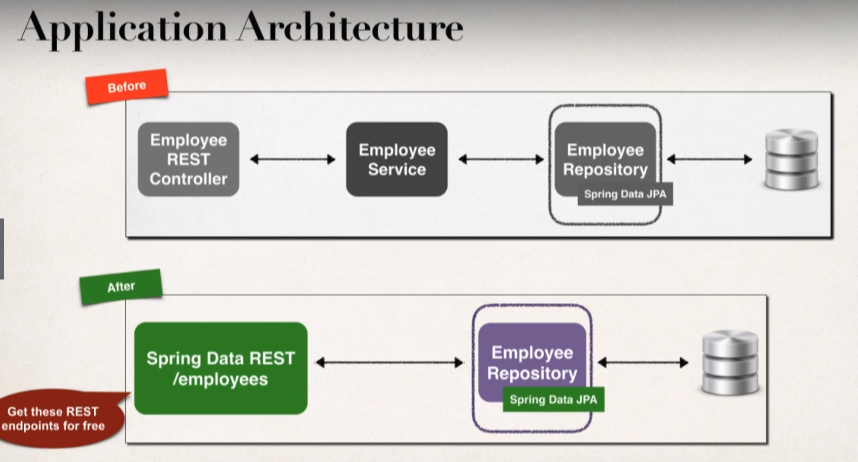 Application Architecture
Before
Employee
REST
Controller
Employee
Service
Employee
Repository
Spring Data JPA
After
Spring Data REST
/employees
Employee
Repository
Spring Data JPA
Get these REST
endpoints for free